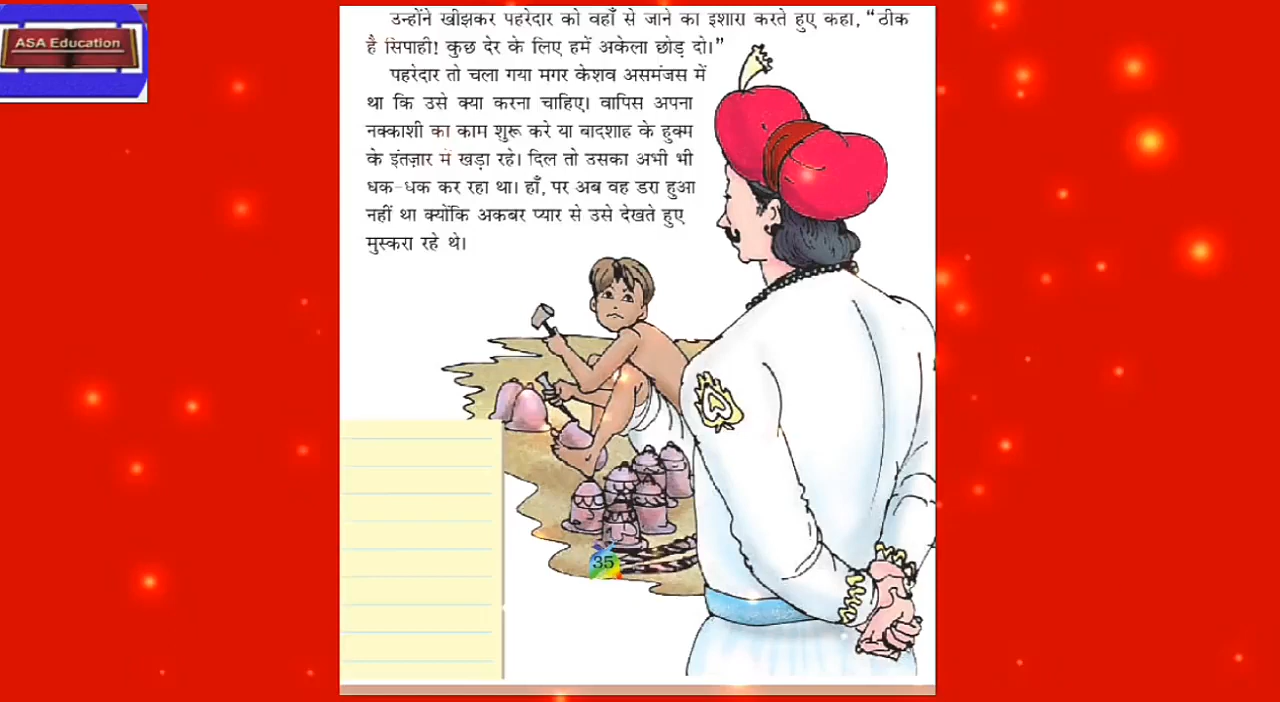 ASA Education
उन्होंने खीझकर पहरेदार को वहाँ से जाने का इशारा करते हुए कहा, “ठीक
है सिपाही! कुछ देर के लिए हमें अकेला छोड़ दो।”
पहरेदार तो चला गया मगर केशव असमंजस में
था कि उसे क्या करना चाहिए। वापिस अपना
नक्काशी का काम शुरू करे या बादशाह के हुक्म
के इंतज़ार में खड़ा रहे। दिल तो उसका अभी भी
धक-धक कर रहा था। हाँ, पर अब वह डरा हुआ
नहीं था क्योंकि अकबर प्यार से उसे देखते हुए
मुस्करा रहे थे।
35